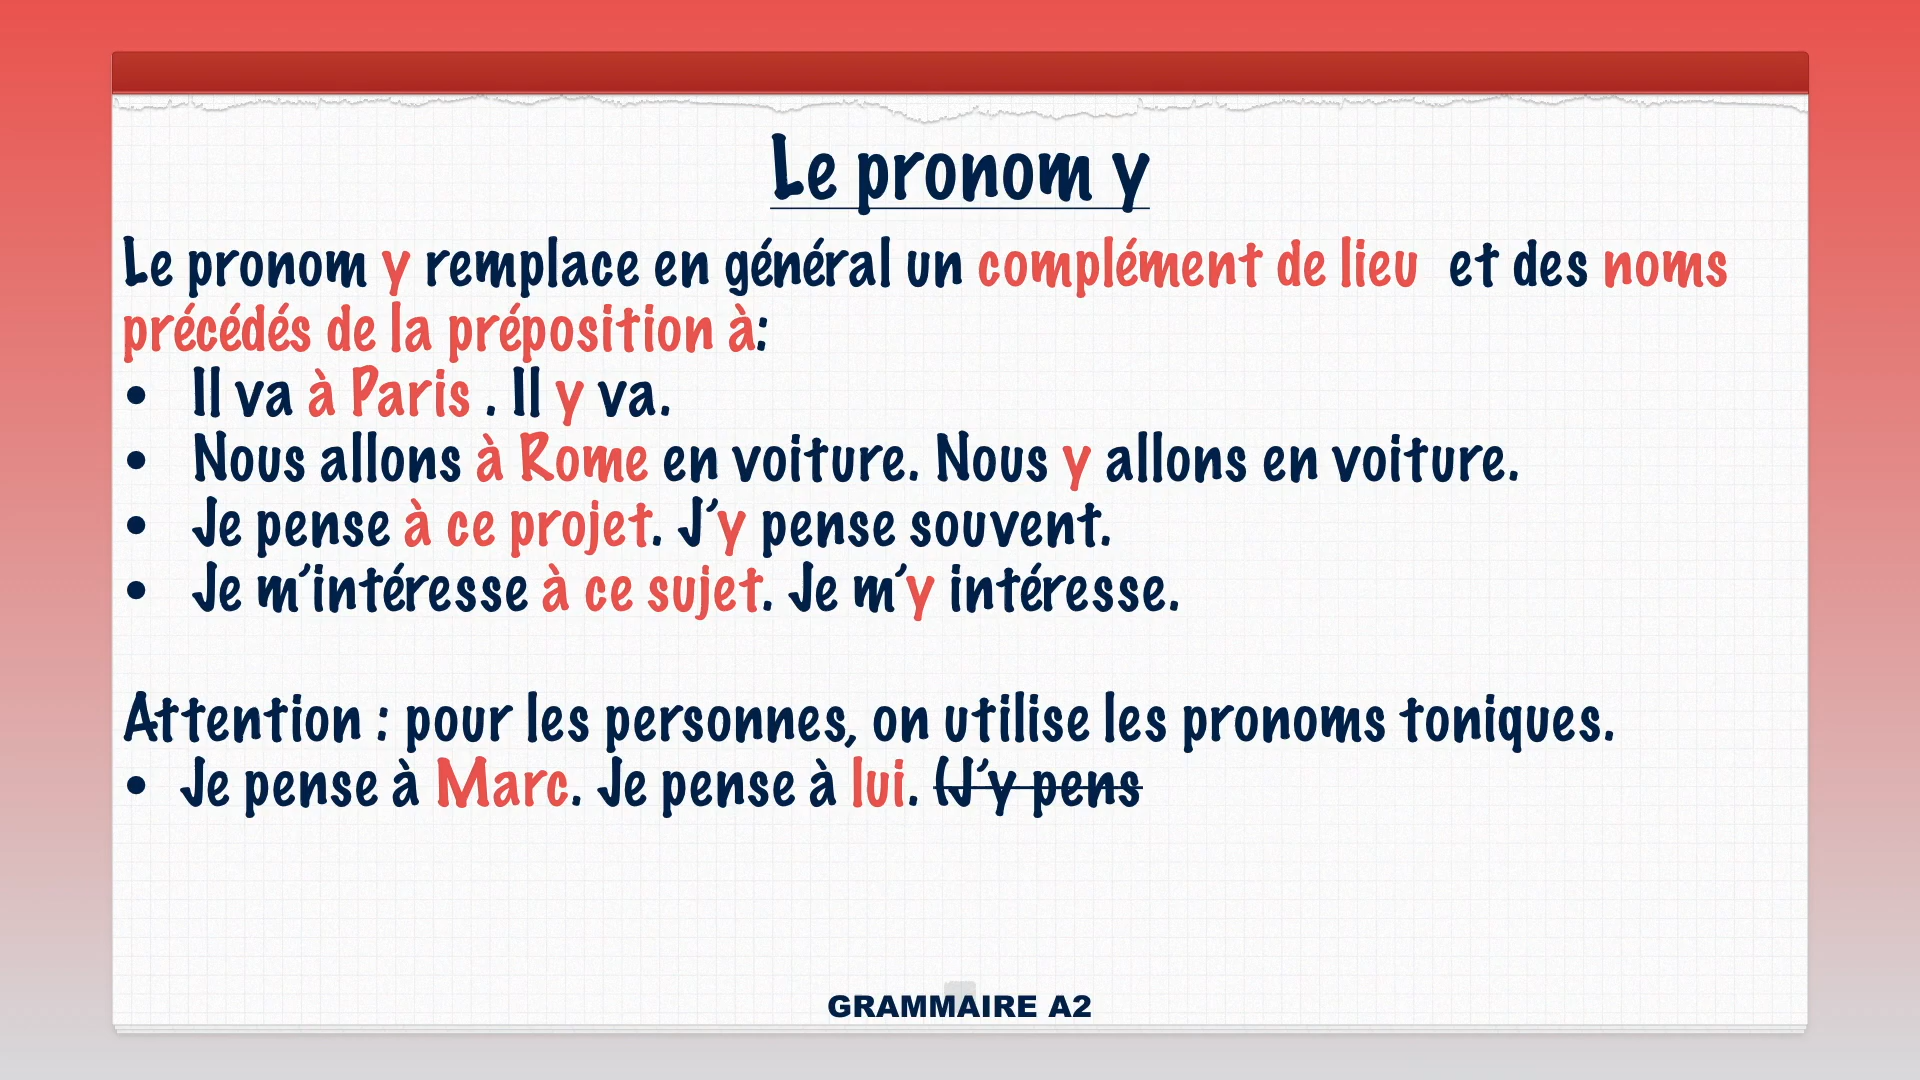 Le pronom y
Le pronom y remplace en général un complément de lieu et des noms
précédés de la préposition à:
• Il va à Paris . Il y va.
• Nous allons à Rome en voiture. Nous y allons en voiture.
• Je pense à ce projet. J’y pense souvent.
• Je m’intéresse à ce sujet. Je m’y intéresse.
Attention : pour les personnes, on utilise les pronoms toniques.
• Je pense à Marc. Je pense à lui. (J’y pens
GRAMMAIRE A2